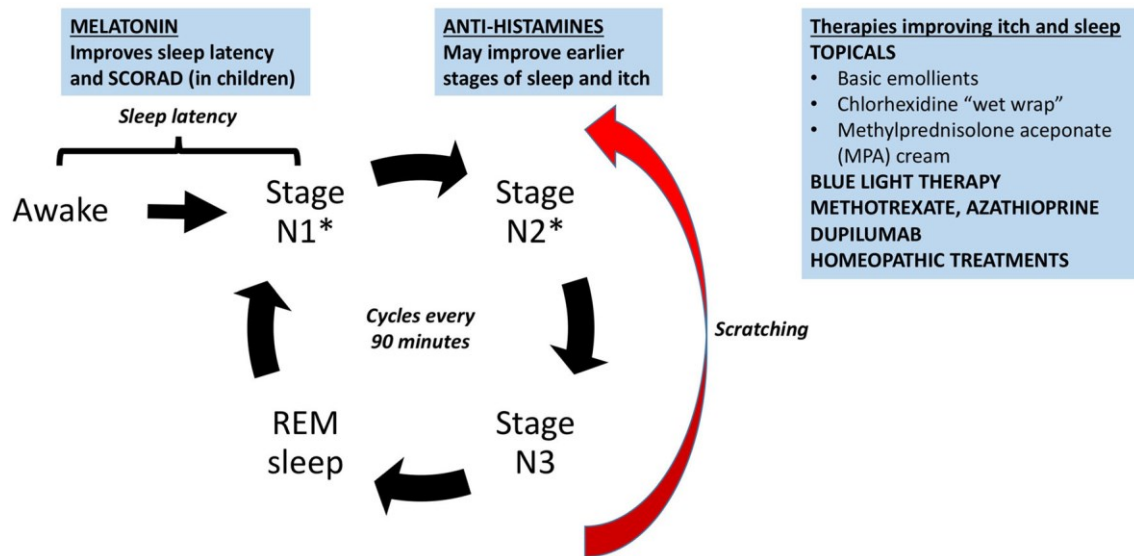 MELATONIN
Improves sleep latency
and SCORAD (in children)
ANTI-HISTAMINES
May improve earlier
stages of sleep and itch
Therapies improving itch and sleep
TOPICALS
• Basic emollients
• Chlorhexidine “wet wrap”
• Methylprednisolone aceponate
(MPA) cream
BLUE LIGHT THERAPY
METHOTREXATE, AZATHIOPRINE
DUPILUMAB
HOMEOPATHIC TREATMENTS
Sleep latency
Awake
Stage
N1*
Stage
N2*
Cycles every
90 minutes
Scratching
REM
sleep
Stage
N3